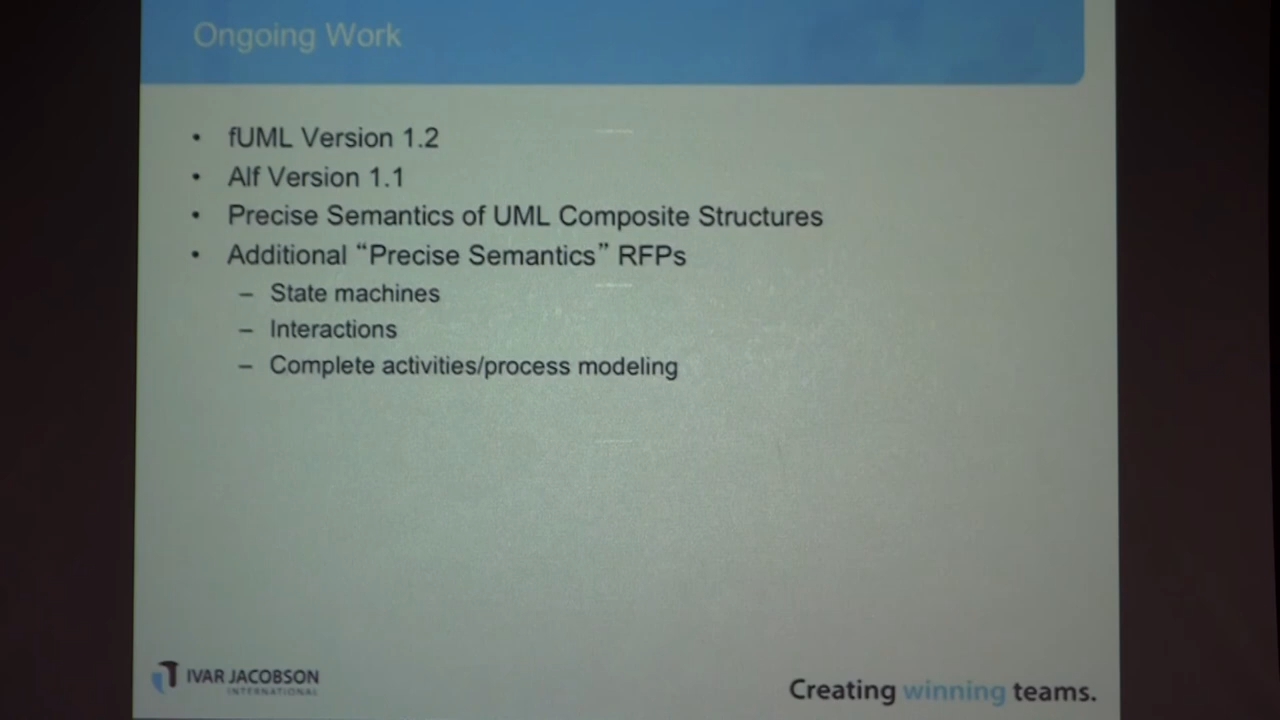 Ongoing Work
• fUML Version 1.2
• Alf Version 1.1
• Precise Semantics of UML Composite Structures
• Additional “Precise Semantics” RFPs
– State machines
– Interactions
– Complete activities/process modeling
IVAR JACOBSON
INTERNATIONAL
Creating winning teams.